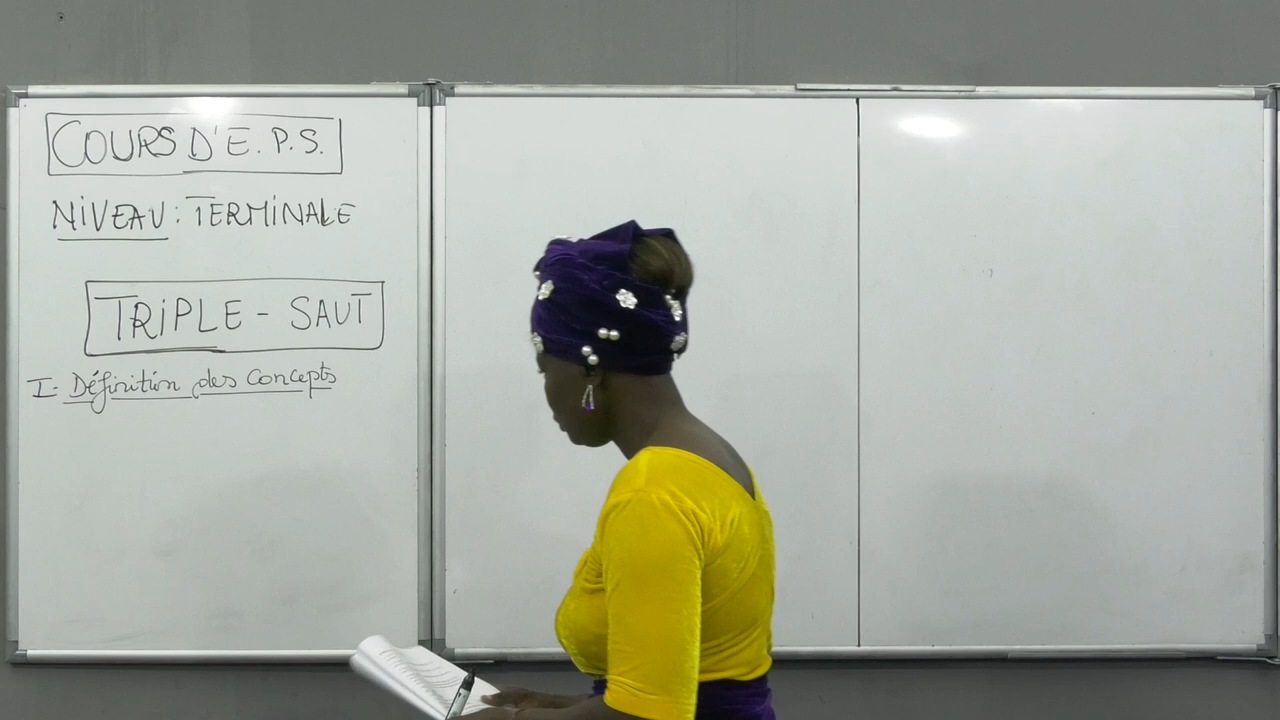 COURS D'E.P.S.
NiVEAU : TERMiNALE
TRiPLE - SAUT
I- Définition des Concepts